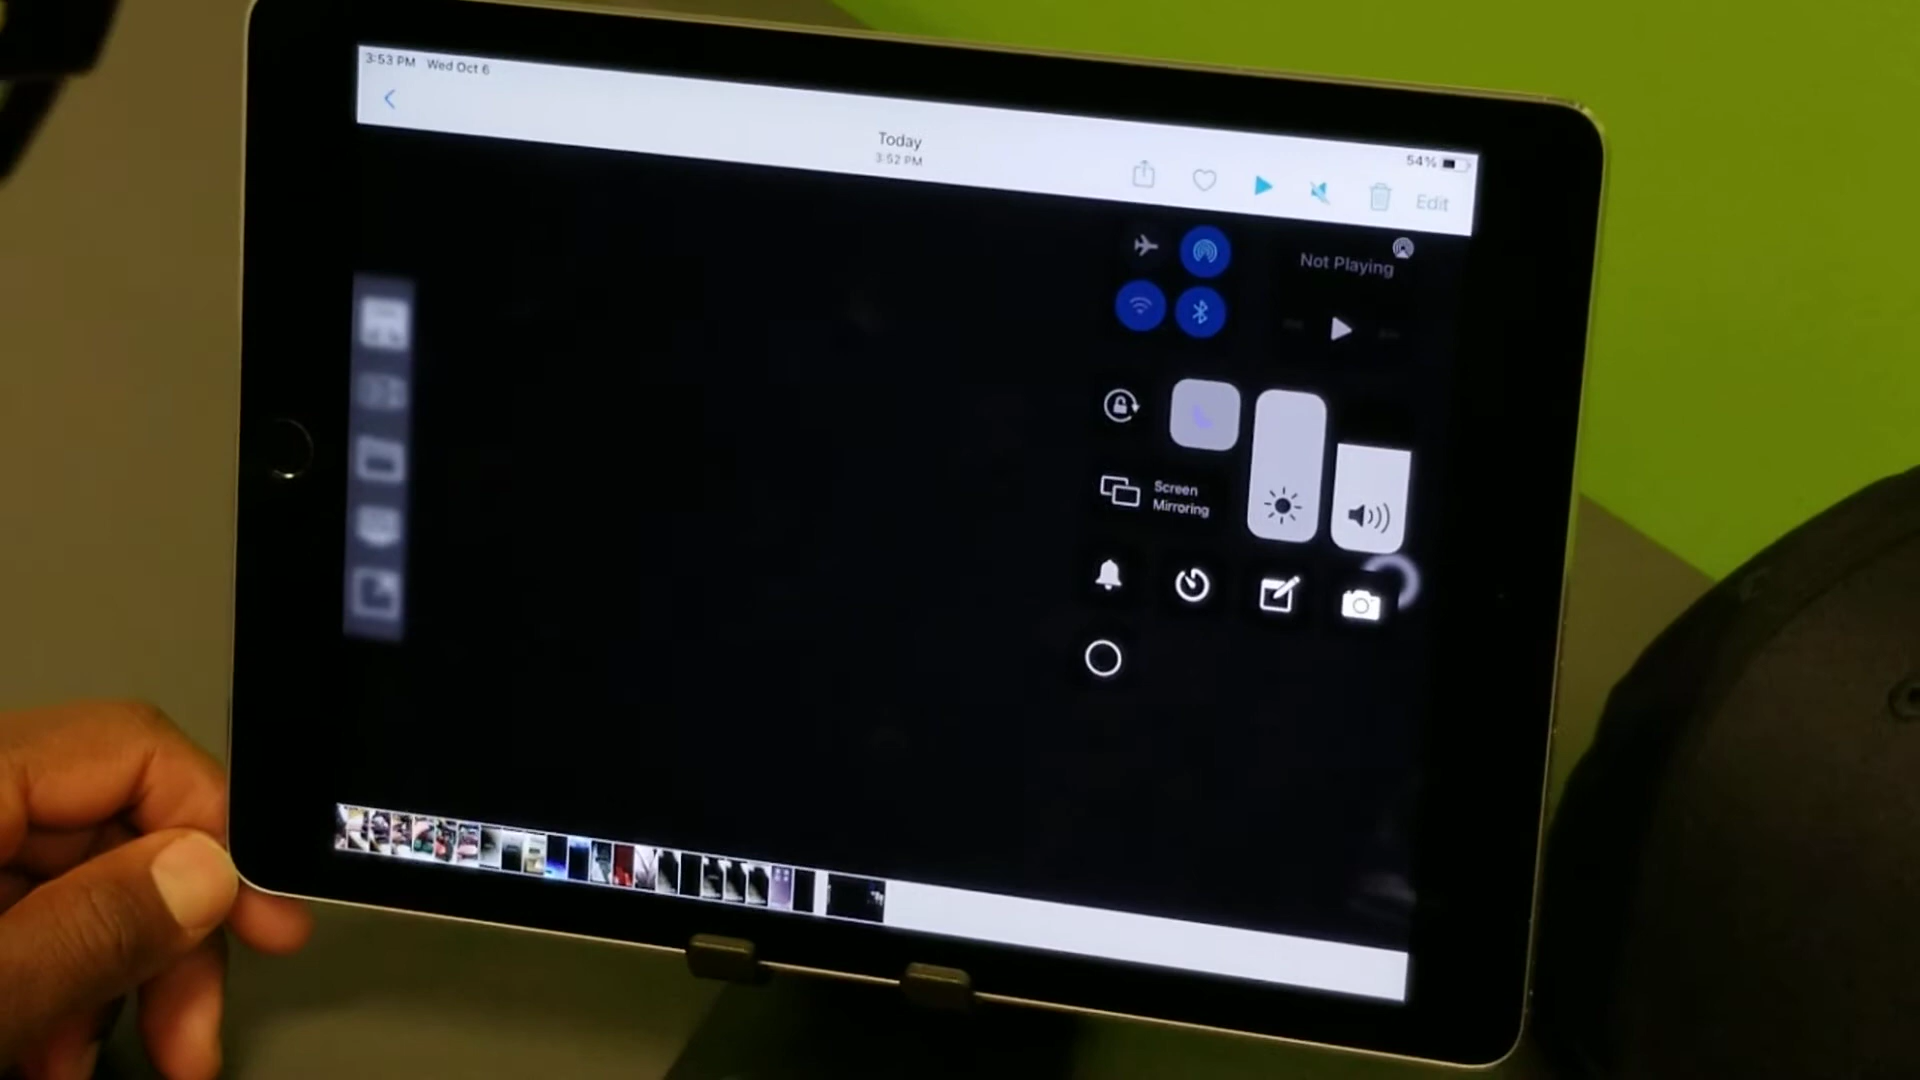 3:53 PM Wed Oct 6
Today
3:52 PM
54%
Edit
Not Playing
Screen
Mirroring